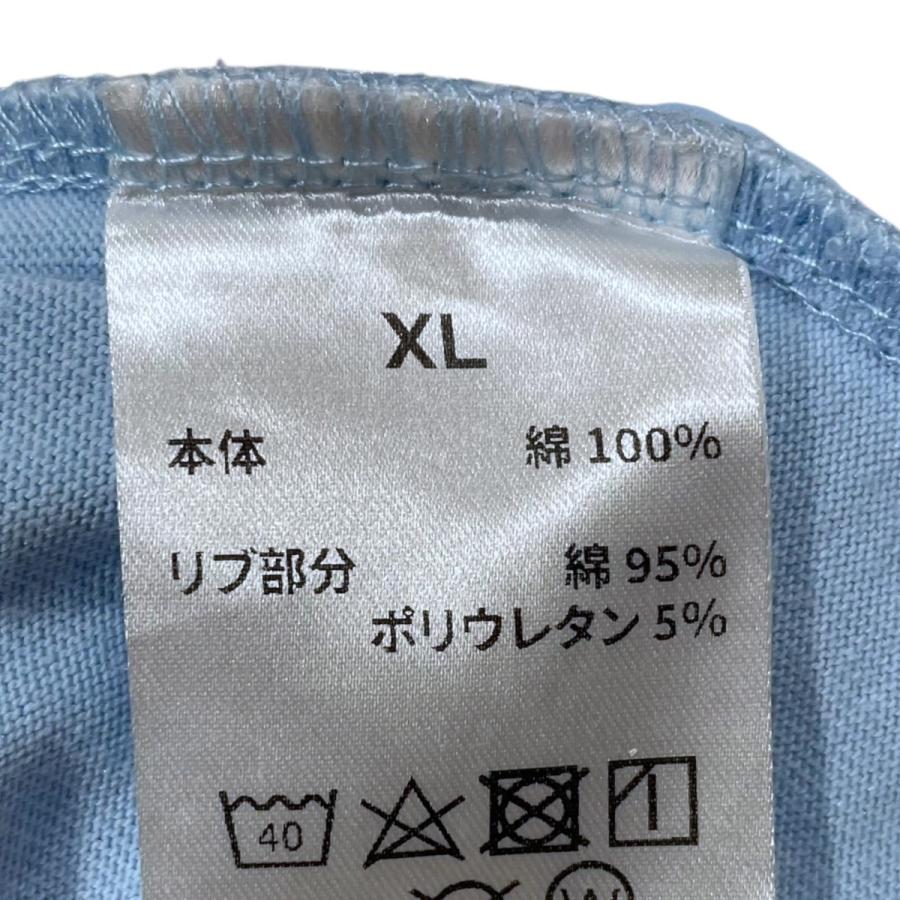 XL
本体 綿 100%
リブ部分 綿 95%
ポリウレタン 5%
40
W